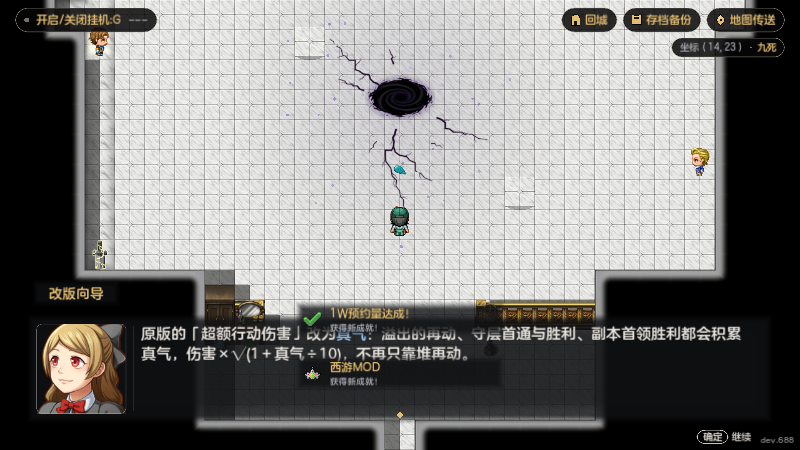 开启/关闭挂机:G ---
回城
存档备份
地图传送
坐标 (14,23) · 九死
改版向导
1W预约量达成!
获得新成就!
原版的「超额行动伤害」改为真气：溢出的再动、守层首通与胜利、副本首领胜利都会积累
真气，伤害×√(1＋真气÷10)，不再只靠堆再动。
西游MOD
获得新成就!
确定 继续
dev.688